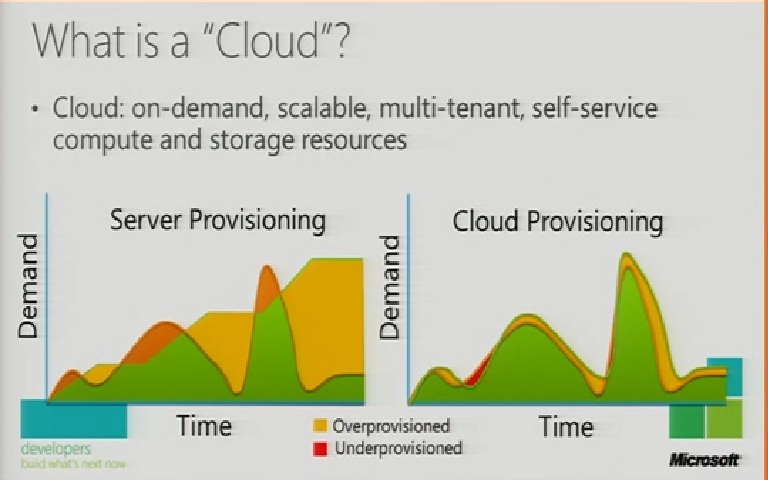 What is a “Cloud”?
• Cloud: on-demand, scalable, multi-tenant, self-service
compute and storage resources
Server Provisioning
Demand
Time
Cloud Provisioning
Demand
Time
Overprovisioned
Underprovisioned
developers
build what's next now
Microsoft